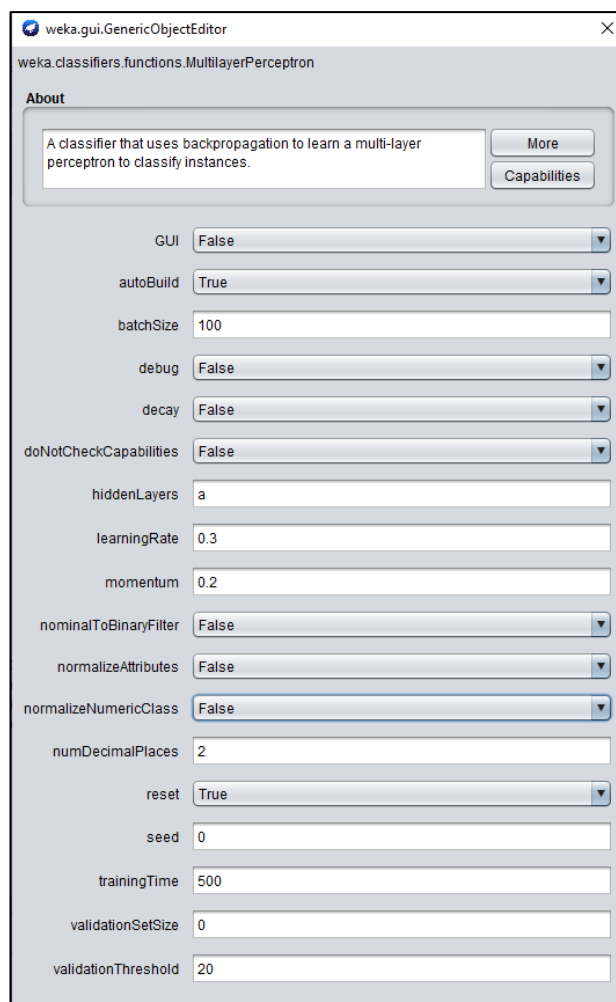 weka.gui.GenericObjectEditor
weka.classifiers.functions.MultilayerPerceptron
About
A classifier that uses backpropagation to learn a multi-layer
perceptron to classify instances.
More
Capabilities
GUI False
autoBuild True
batchSize 100
debug False
decay False
doNotCheckCapabilities False
hiddenLayers a
learningRate 0.3
momentum 0.2
nominalToBinaryFilter False
normalizeAttributes False
normalizeNumericClass False
numDecimalPlaces 2
reset True
seed 0
trainingTime 500
validationSetSize 0
validationThreshold 20